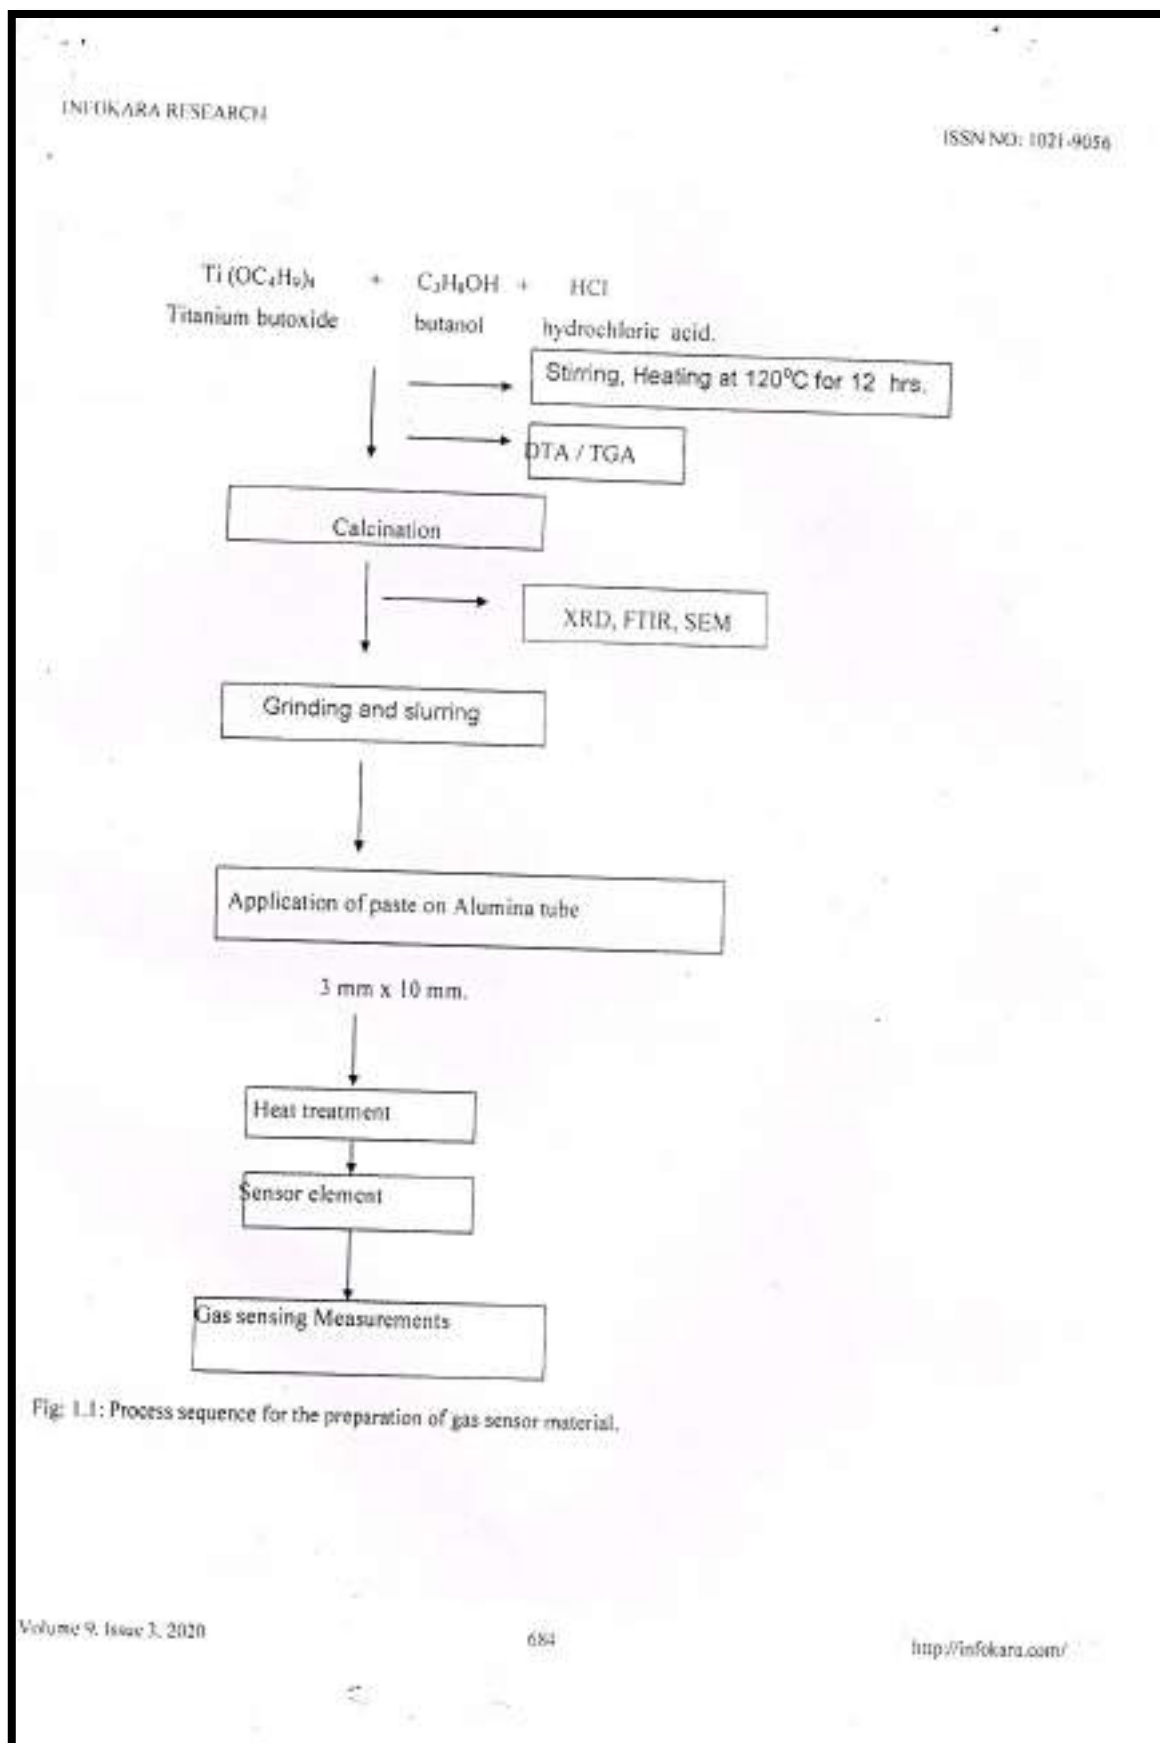 INFOKARA RESEARCH
ISSN NO: 1021-9056
Ti (OC₄H₉)₄ + C₃H₈OH + HCl
Titanium butoxide butanol hydrochloric acid.
Stirring, Heating at 120⁰C for 12 hrs.
DTA / TGA
Calcination
XRD, FTIR, SEM
Grinding and slurring
Application of paste on Alumina tube
3 mm x 10 mm.
Heat treatment
Sensor element
Gas sensing Measurements
Fig: 1.1: Process sequence for the preparation of gas sensor material.
Volume 9, Issue 3, 2020
684
http://infokara.com/